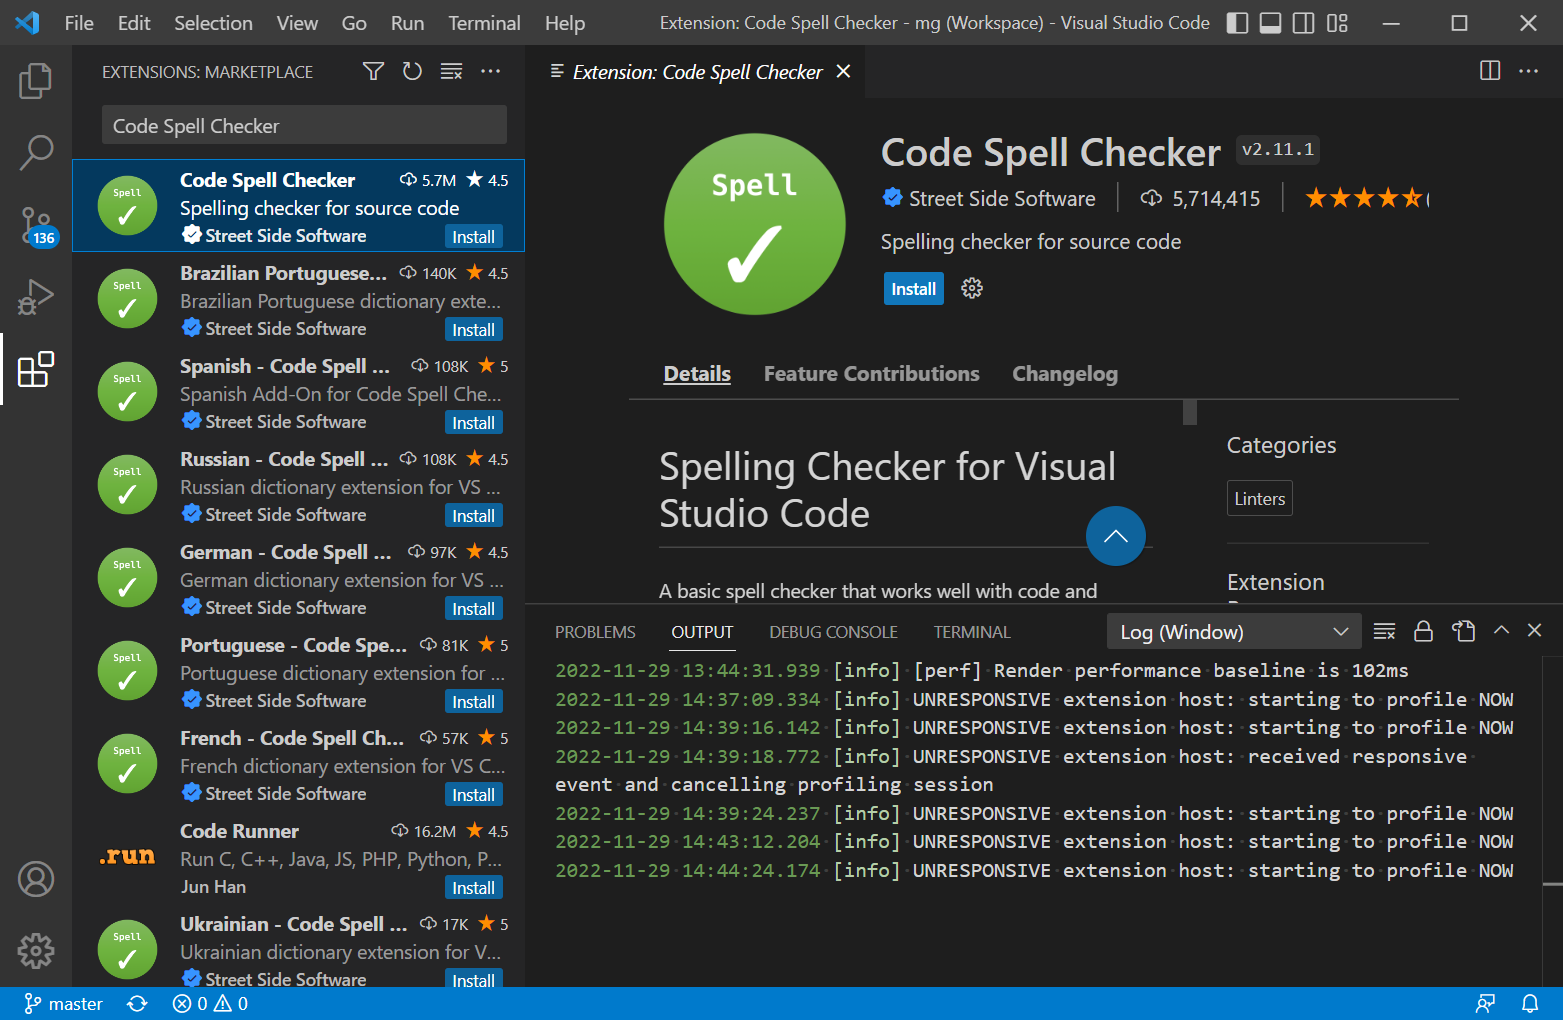 File Edit Selection View Go Run Terminal Help
Extension: Code Spell Checker - mg (Workspace) - Visual Studio Code
EXTENSIONS: MARKETPLACE
Code Spell Checker
136
Spell
Code Spell Checker 5.7M 4.5
Spelling checker for source code
Street Side Software Install
Spell
Brazilian Portuguese... 140K 4.5
Brazilian Portuguese dictionary exte...
Street Side Software Install
Spell
Spanish - Code Spell ... 108K 5
Spanish Add-On for Code Spell Che...
Street Side Software Install
Spell
Russian - Code Spell ... 108K 4.5
Russian dictionary extension for VS ...
Street Side Software Install
Spell
German - Code Spell ... 97K 4.5
German dictionary extension for VS ...
Street Side Software Install
Spell
Portuguese - Code Spe... 81K 5
Portuguese dictionary extension for ...
Street Side Software Install
Spell
French - Code Spell Ch... 57K 5
French dictionary extension for VS C...
Street Side Software Install
.run
Code Runner 16.2M 4.5
Run C, C++, Java, JS, PHP, Python, P...
Jun Han Install
Spell
Ukrainian - Code Spell ... 17K 5
Ukrainian dictionary extension for V...
Street Side Software Install
Extension: Code Spell Checker
Spell
Code Spell Checker v2.11.1
Street Side Software 5,714,415
Spelling checker for source code
Install
Details Feature Contributions Changelog
Spelling Checker for Visual
Studio Code
A basic spell checker that works well with code and
Categories
Linters
Extension
PROBLEMS OUTPUT DEBUG CONSOLE TERMINAL
Log (Window)
2022-11-29 13:44:31.939 [info] [perf] Render performance baseline is 102ms
2022-11-29 14:37:09.334 [info] UNRESPONSIVE extension host: starting to profile NOW
2022-11-29 14:39:16.142 [info] UNRESPONSIVE extension host: starting to profile NOW
2022-11-29 14:39:18.772 [info] UNRESPONSIVE extension host: received responsive
event and cancelling profiling session
2022-11-29 14:39:24.237 [info] UNRESPONSIVE extension host: starting to profile NOW
2022-11-29 14:43:12.204 [info] UNRESPONSIVE extension host: starting to profile NOW
2022-11-29 14:44:24.174 [info] UNRESPONSIVE extension host: starting to profile NOW
master 0 0